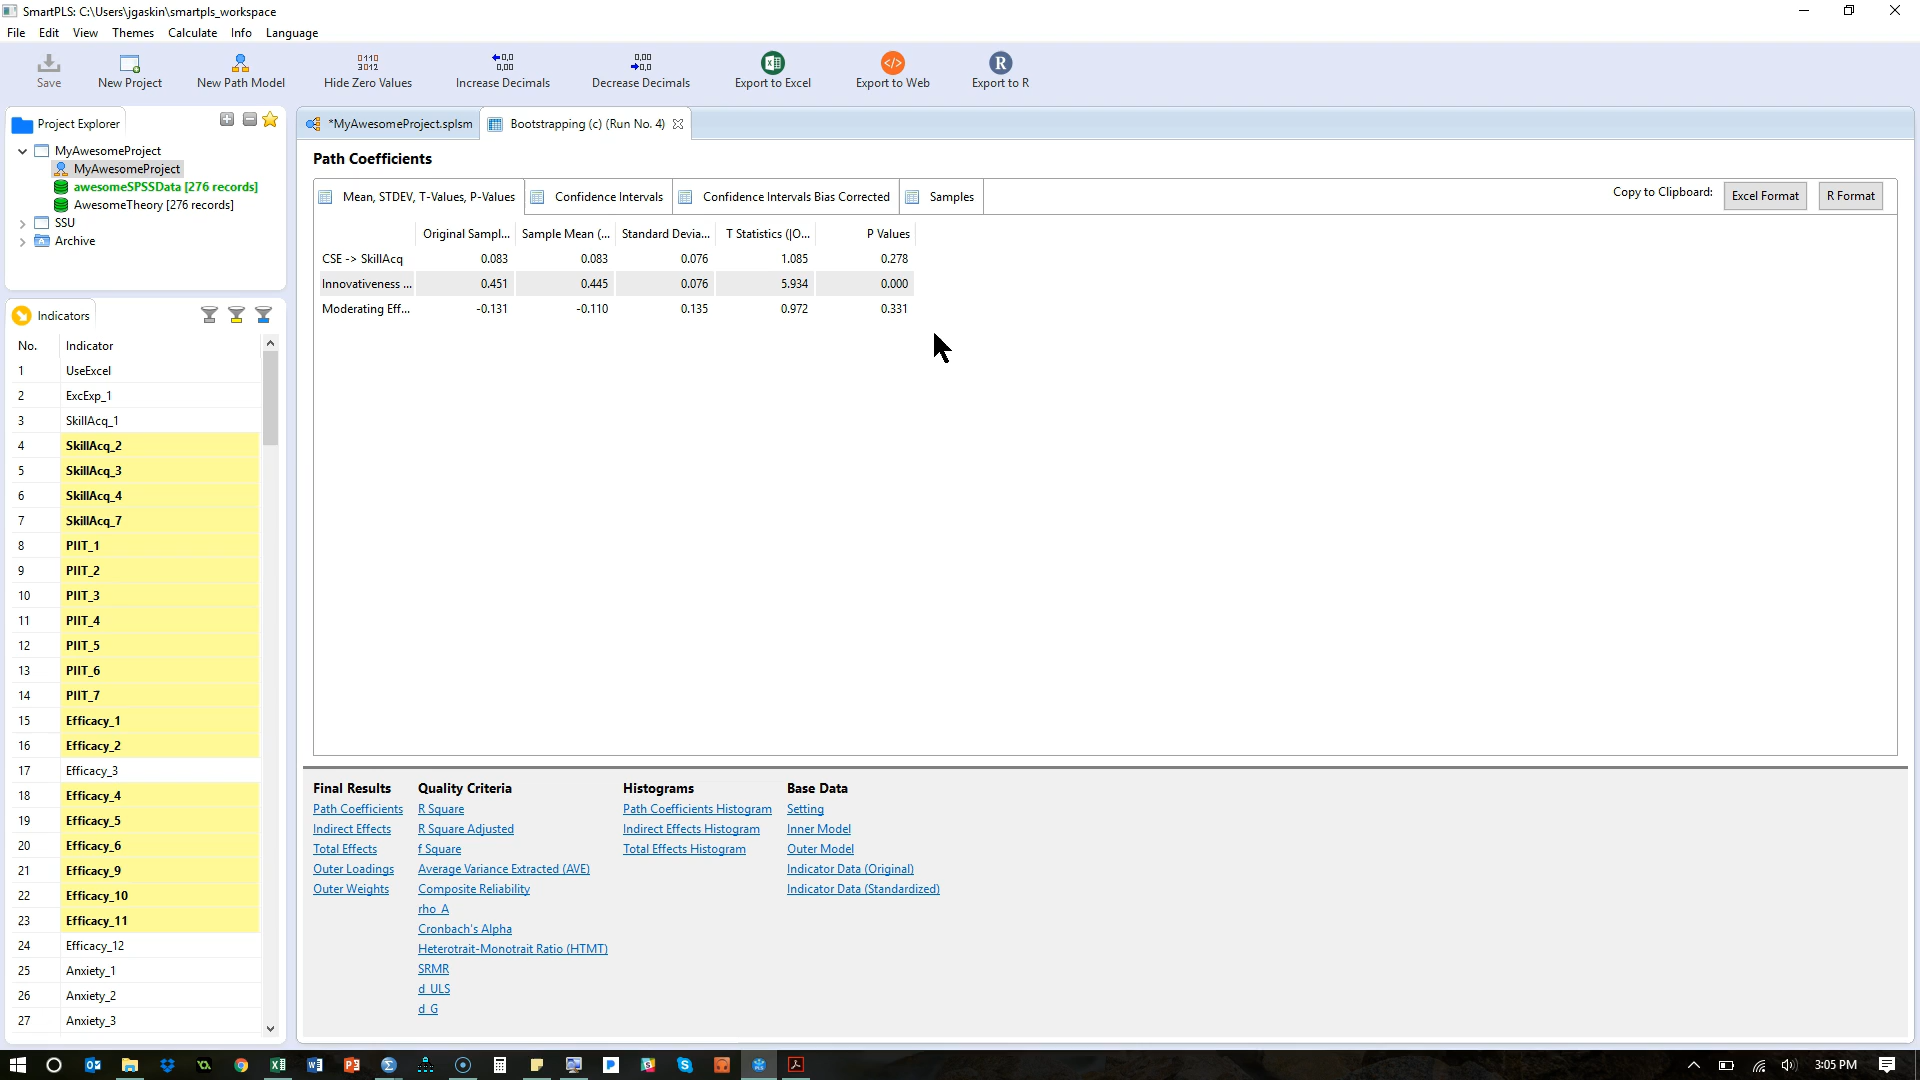 SmartPLS: C:\Users\jgaskin\smartpls_workspace
File Edit View Themes Calculate Info Language
Save New Project New Path Model Hide Zero Values Increase Decimals Decrease Decimals Export to Excel Export to Web Export to R
Project Explorer
MyAwesomeProject
MyAwesomeProject
awesomeSPSSData [276 records]
AwesomeTheory [276 records]
SSU
Archive
Indicators
No. Indicator
1 UseExcel
2 ExcExp_1
3 SkillAcq_1
4 SkillAcq_2
5 SkillAcq_3
6 SkillAcq_4
7 SkillAcq_7
8 PIIT_1
9 PIIT_2
10 PIIT_3
11 PIIT_4
12 PIIT_5
13 PIIT_6
14 PIIT_7
15 Efficacy_1
16 Efficacy_2
17 Efficacy_3
18 Efficacy_4
19 Efficacy_5
20 Efficacy_6
21 Efficacy_9
22 Efficacy_10
23 Efficacy_11
24 Efficacy_12
25 Anxiety_1
26 Anxiety_2
27 Anxiety_3
*MyAwesomeProject.splsm Bootstrapping (c) (Run No. 4)
Path Coefficients
Mean, STDEV, T-Values, P-Values Confidence Intervals Confidence Intervals Bias Corrected Samples Copy to Clipboard: Excel Format R Format
Original Sampl... Sample Mean (... Standard Devia... T Statistics (|O... P Values
CSE -> SkillAcq 0.083 0.083 0.076 1.085 0.278
Innovativeness ... 0.451 0.445 0.076 5.934 0.000
Moderating Eff... -0.131 -0.110 0.135 0.972 0.331
Final Results
Path Coefficients
Indirect Effects
Total Effects
Outer Loadings
Outer Weights
Quality Criteria
R Square
R Square Adjusted
f Square
Average Variance Extracted (AVE)
Composite Reliability
rho_A
Cronbach's Alpha
Heterotrait-Monotrait Ratio (HTMT)
SRMR
d_ULS
d_G
Histograms
Path Coefficients Histogram
Indirect Effects Histogram
Total Effects Histogram
Base Data
Setting
Inner Model
Outer Model
Indicator Data (Original)
Indicator Data (Standardized)
3:05 PM